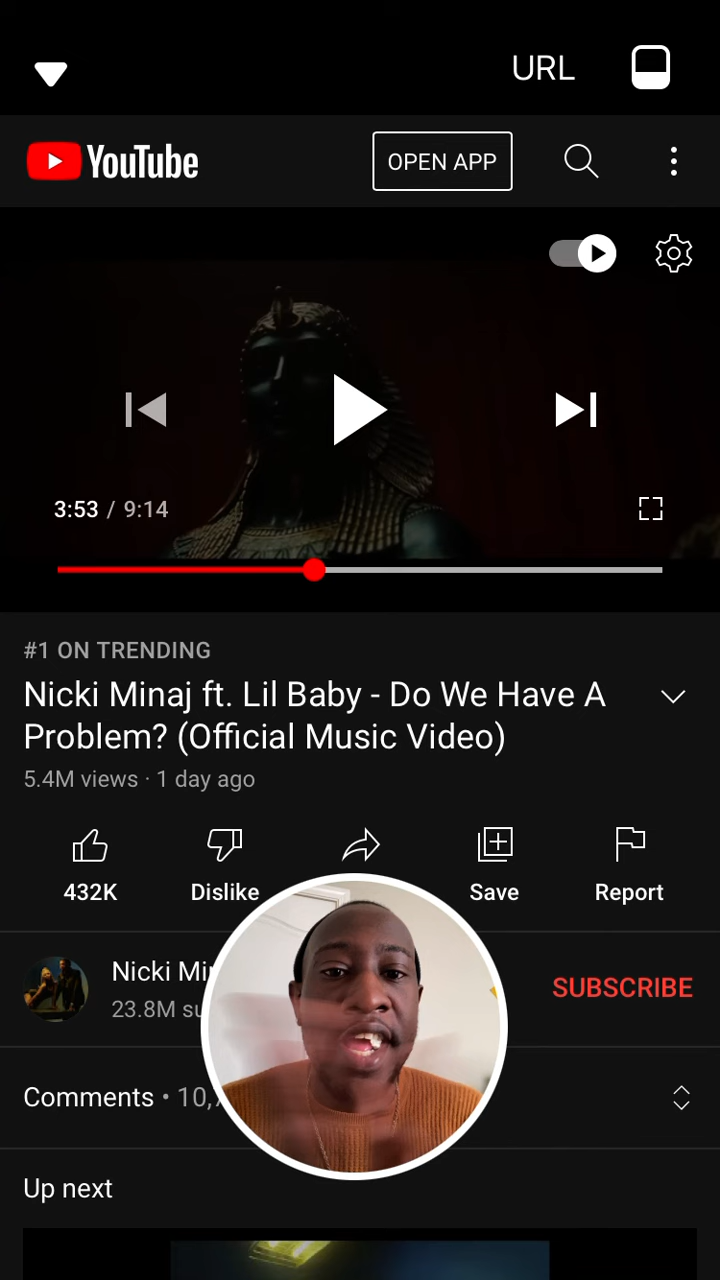 URL
YouTube
OPEN APP
3:53 / 9:14
#1 ON TRENDING
Nicki Minaj ft. Lil Baby - Do We Have A
Problem? (Official Music Video)
5.4M views · 1 day ago
432K
Dislike
Save
Report
Nicki
23.8M
SUBSCRIBE
Comments •
Up next